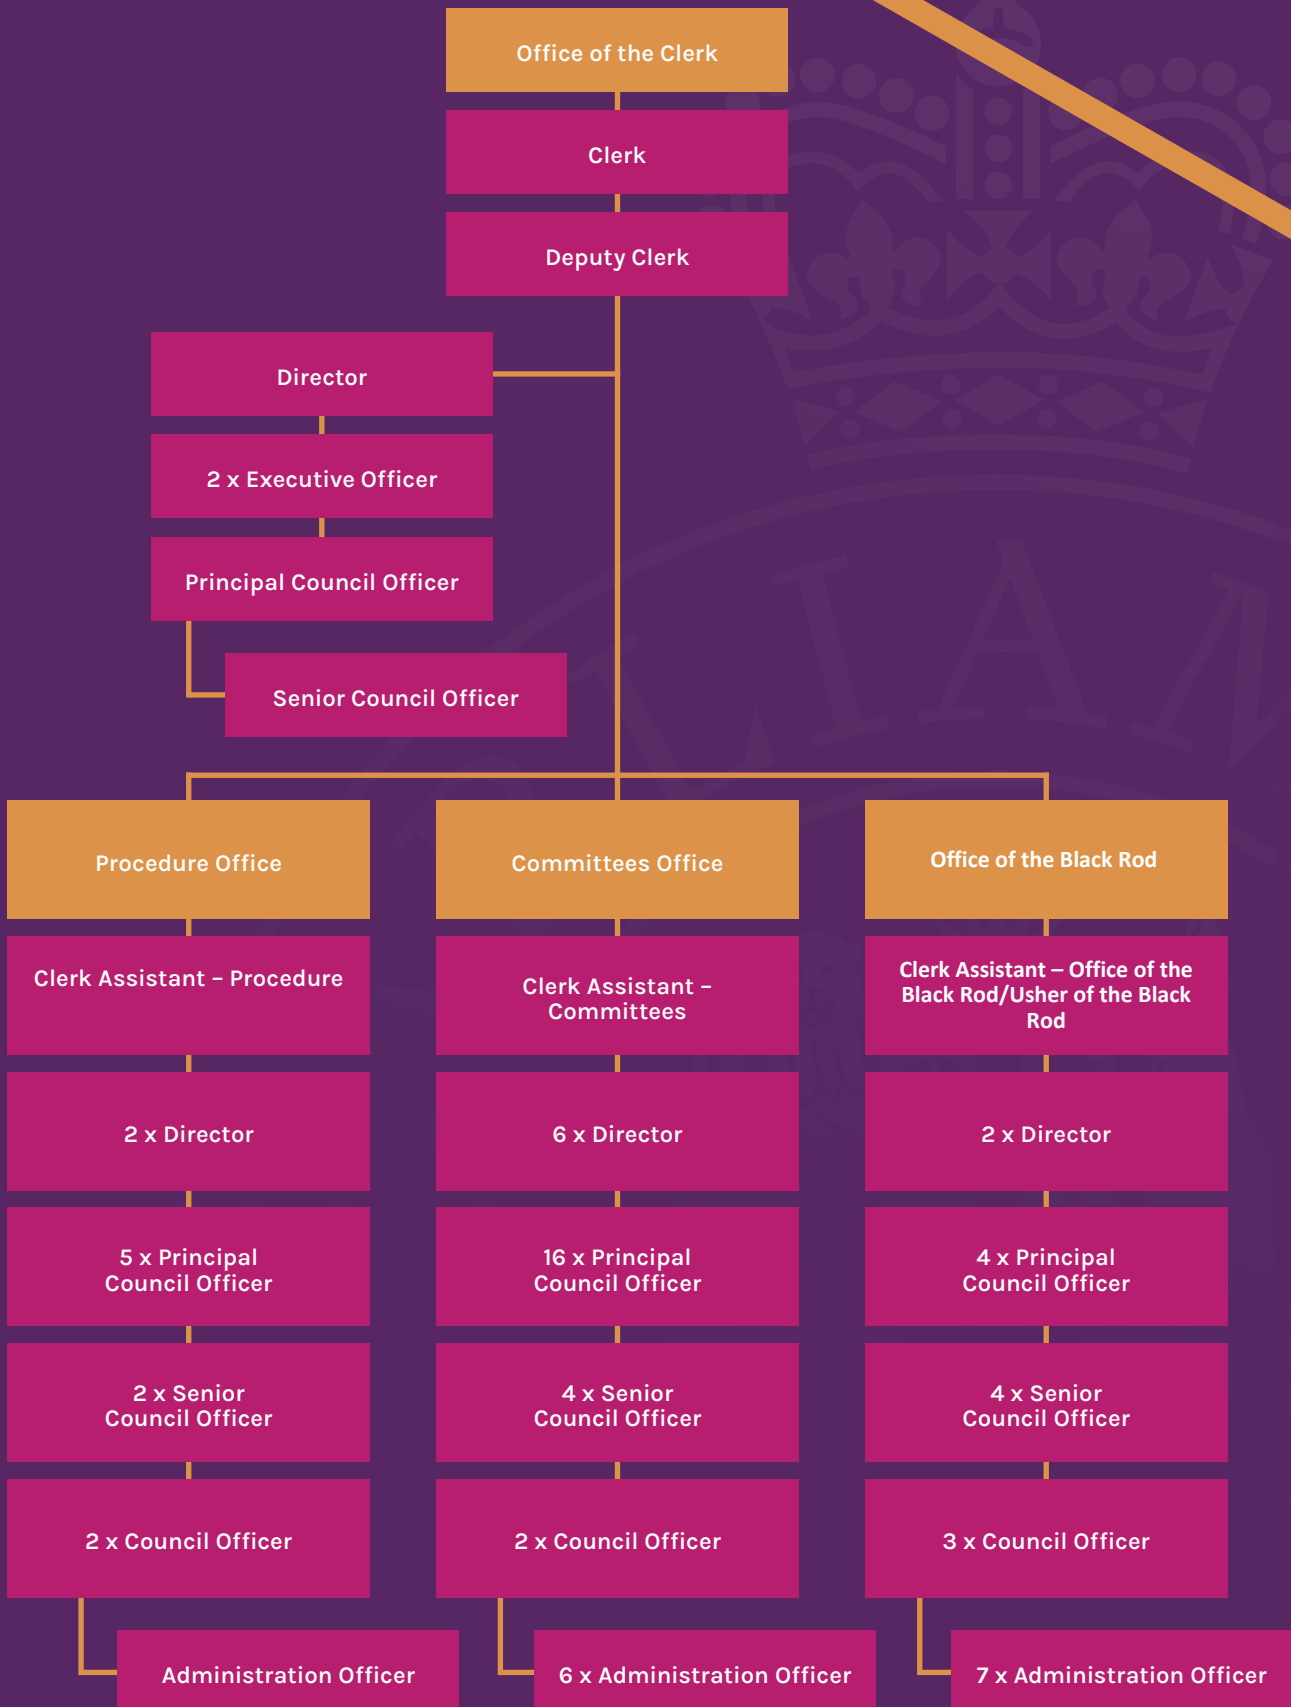 Office of the Clerk
Clerk
Deputy Clerk
Director
2 x Executive Officer
Principal Council Officer
Senior Council Officer
Procedure Office
Clerk Assistant – Procedure
2 x Director
5 x Principal
Council Officer
2 x Senior
Council Officer
2 x Council Officer
Administration Officer
Committees Office
Clerk Assistant –
Committees
6 x Director
16 x Principal
Council Officer
4 x Senior
Council Officer
2 x Council Officer
6 x Administration Officer
Office of the Black Rod
Clerk Assistant – Office of the
Black Rod/Usher of the Black
Rod
2 x Director
4 x Principal
Council Officer
4 x Senior
Council Officer
3 x Council Officer
7 x Administration Officer